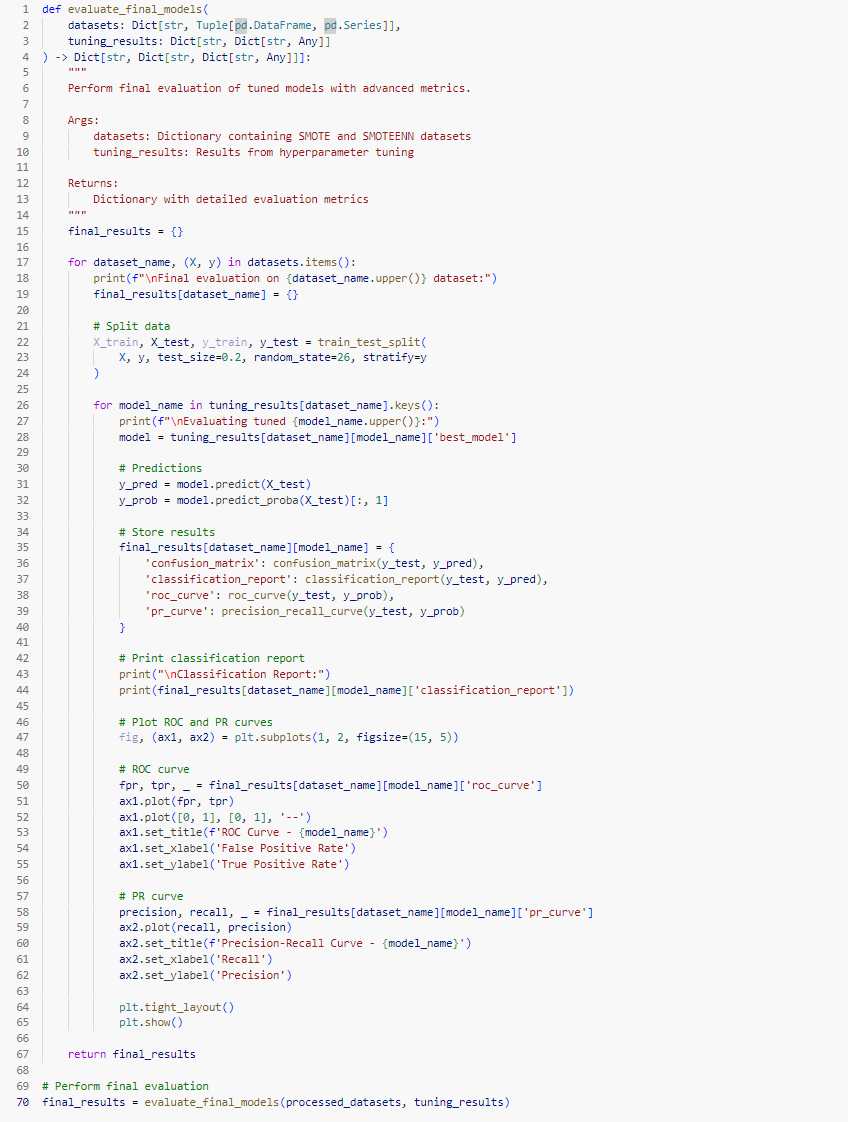 1 def evaluate_final_models(
2     datasets: Dict[str, Tuple[pd.DataFrame, pd.Series]],
3     tuning_results: Dict[str, Dict[str, Any]]
4 ) -> Dict[str, Dict[str, Dict[str, Any]]]:
5     """
6     Perform final evaluation of tuned models with advanced metrics.
7
8     Args:
9         datasets: Dictionary containing SMOTE and SMOTEENN datasets
10         tuning_results: Results from hyperparameter tuning
11
12     Returns:
13         Dictionary with detailed evaluation metrics
14     """
15     final_results = {}
16
17     for dataset_name, (X, y) in datasets.items():
18         print(f"\nFinal evaluation on {dataset_name.upper()} dataset:")
19         final_results[dataset_name] = {}
20
21         # Split data
22         X_train, X_test, y_train, y_test = train_test_split(
23             X, y, test_size=0.2, random_state=26, stratify=y
24         )
25
26         for model_name in tuning_results[dataset_name].keys():
27             print(f"\nEvaluating tuned {model_name.upper()}:")
28             model = tuning_results[dataset_name][model_name]['best_model']
29
30             # Predictions
31             y_pred = model.predict(X_test)
32             y_prob = model.predict_proba(X_test)[:, 1]
33
34             # Store results
35             final_results[dataset_name][model_name] = {
36                 'confusion_matrix': confusion_matrix(y_test, y_pred),
37                 'classification_report': classification_report(y_test, y_pred),
38                 'roc_curve': roc_curve(y_test, y_prob),
39                 'pr_curve': precision_recall_curve(y_test, y_prob)
40             }
41
42             # Print classification report
43             print("\nClassification Report:")
44             print(final_results[dataset_name][model_name]['classification_report'])
45
46             # Plot ROC and PR curves
47             fig, (ax1, ax2) = plt.subplots(1, 2, figsize=(15, 5))
48
49             # ROC curve
50             fpr, tpr, _ = final_results[dataset_name][model_name]['roc_curve']
51             ax1.plot(fpr, tpr)
52             ax1.plot([0, 1], [0, 1], '--')
53             ax1.set_title(f'ROC Curve - {model_name}')
54             ax1.set_xlabel('False Positive Rate')
55             ax1.set_ylabel('True Positive Rate')
56
57             # PR curve
58             precision, recall, _ = final_results[dataset_name][model_name]['pr_curve']
59             ax2.plot(recall, precision)
60             ax2.set_title(f'Precision-Recall Curve - {model_name}')
61             ax2.set_xlabel('Recall')
62             ax2.set_ylabel('Precision')
63
64             plt.tight_layout()
65             plt.show()
66
67     return final_results
68
69 # Perform final evaluation
70 final_results = evaluate_final_models(processed_datasets, tuning_results)